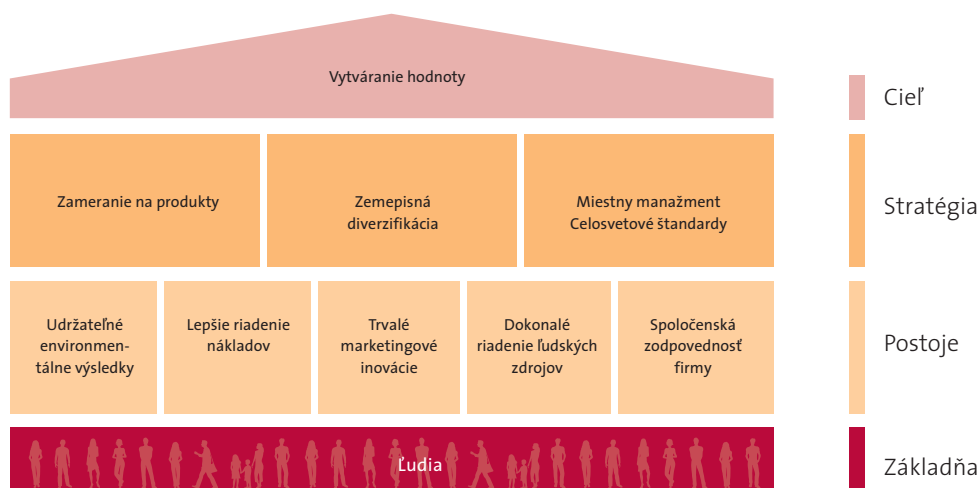 Vytváranie hodnoty
Cieľ
Zameranie na produkty
Zemepisná
diverzifikácia
Miestny manažment
Celosvetové štandardy
Stratégia
Udržateľné
environmen-
tálne výsledky
Lepšie riadenie
nákladov
Trvalé
marketingové
inovácie
Dokonalé
riadenie ľudských
zdrojov
Spoločenská
zodpovednosť
firmy
Postoje
Ľudia
Základňa